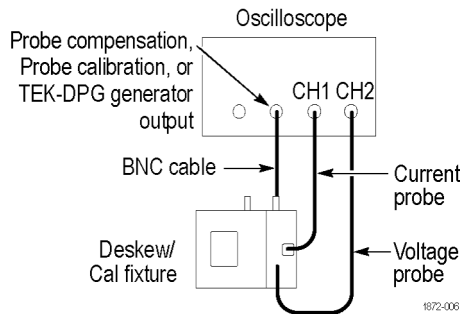 Oscilloscope
Probe compensation,
Probe calibration, or
TEK-DPG generator
output
CH1 CH2
BNC cable
Current
probe
Deskew/
Cal fixture
Voltage
probe
1872-006